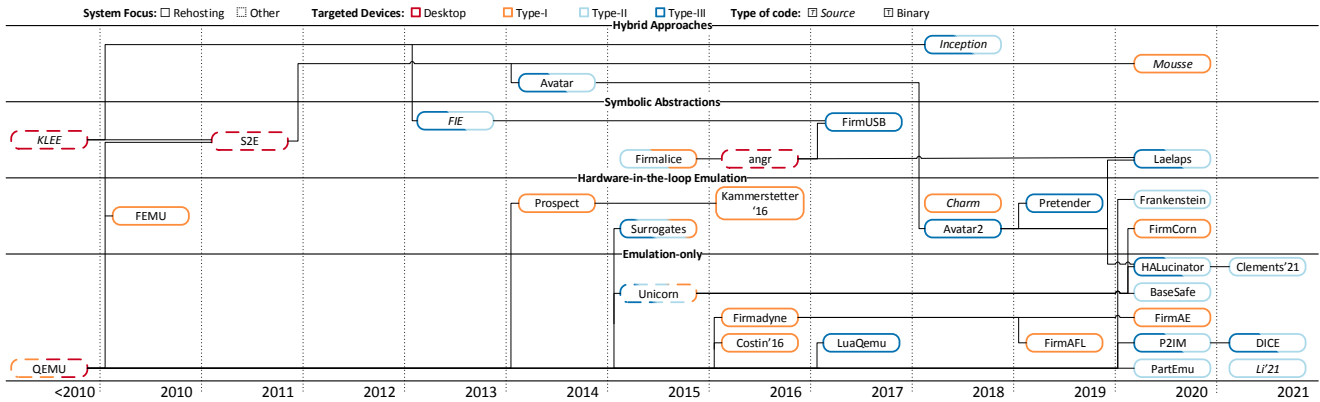 System Focus: Rehosting Other Targeted Devices: Desktop Type-I Type-II Type-III Type of code: Source Binary
Hybrid Approaches
Inception
Mousse
Avatar
Symbolic Abstractions
KLEE
S2E
FIE
FirmUSB
Firmalice
angr
Laelaps
Hardware-in-the-loop Emulation
FEMU
Prospect
Kammerstetter
'16
Surrogates
Charm
Avatar2
Pretender
Frankenstein
FirmCorn
Emulation-only
HALucinator
Clements'21
Unicorn
BaseSafe
Firmadyne
FirmAE
Costin'16
LuaQemu
FirmAFL
P2IM
DICE
QEMU
PartEmu
Li'21
<2010 2010 2011 2012 2013 2014 2015 2016 2017 2018 2019 2020 2021